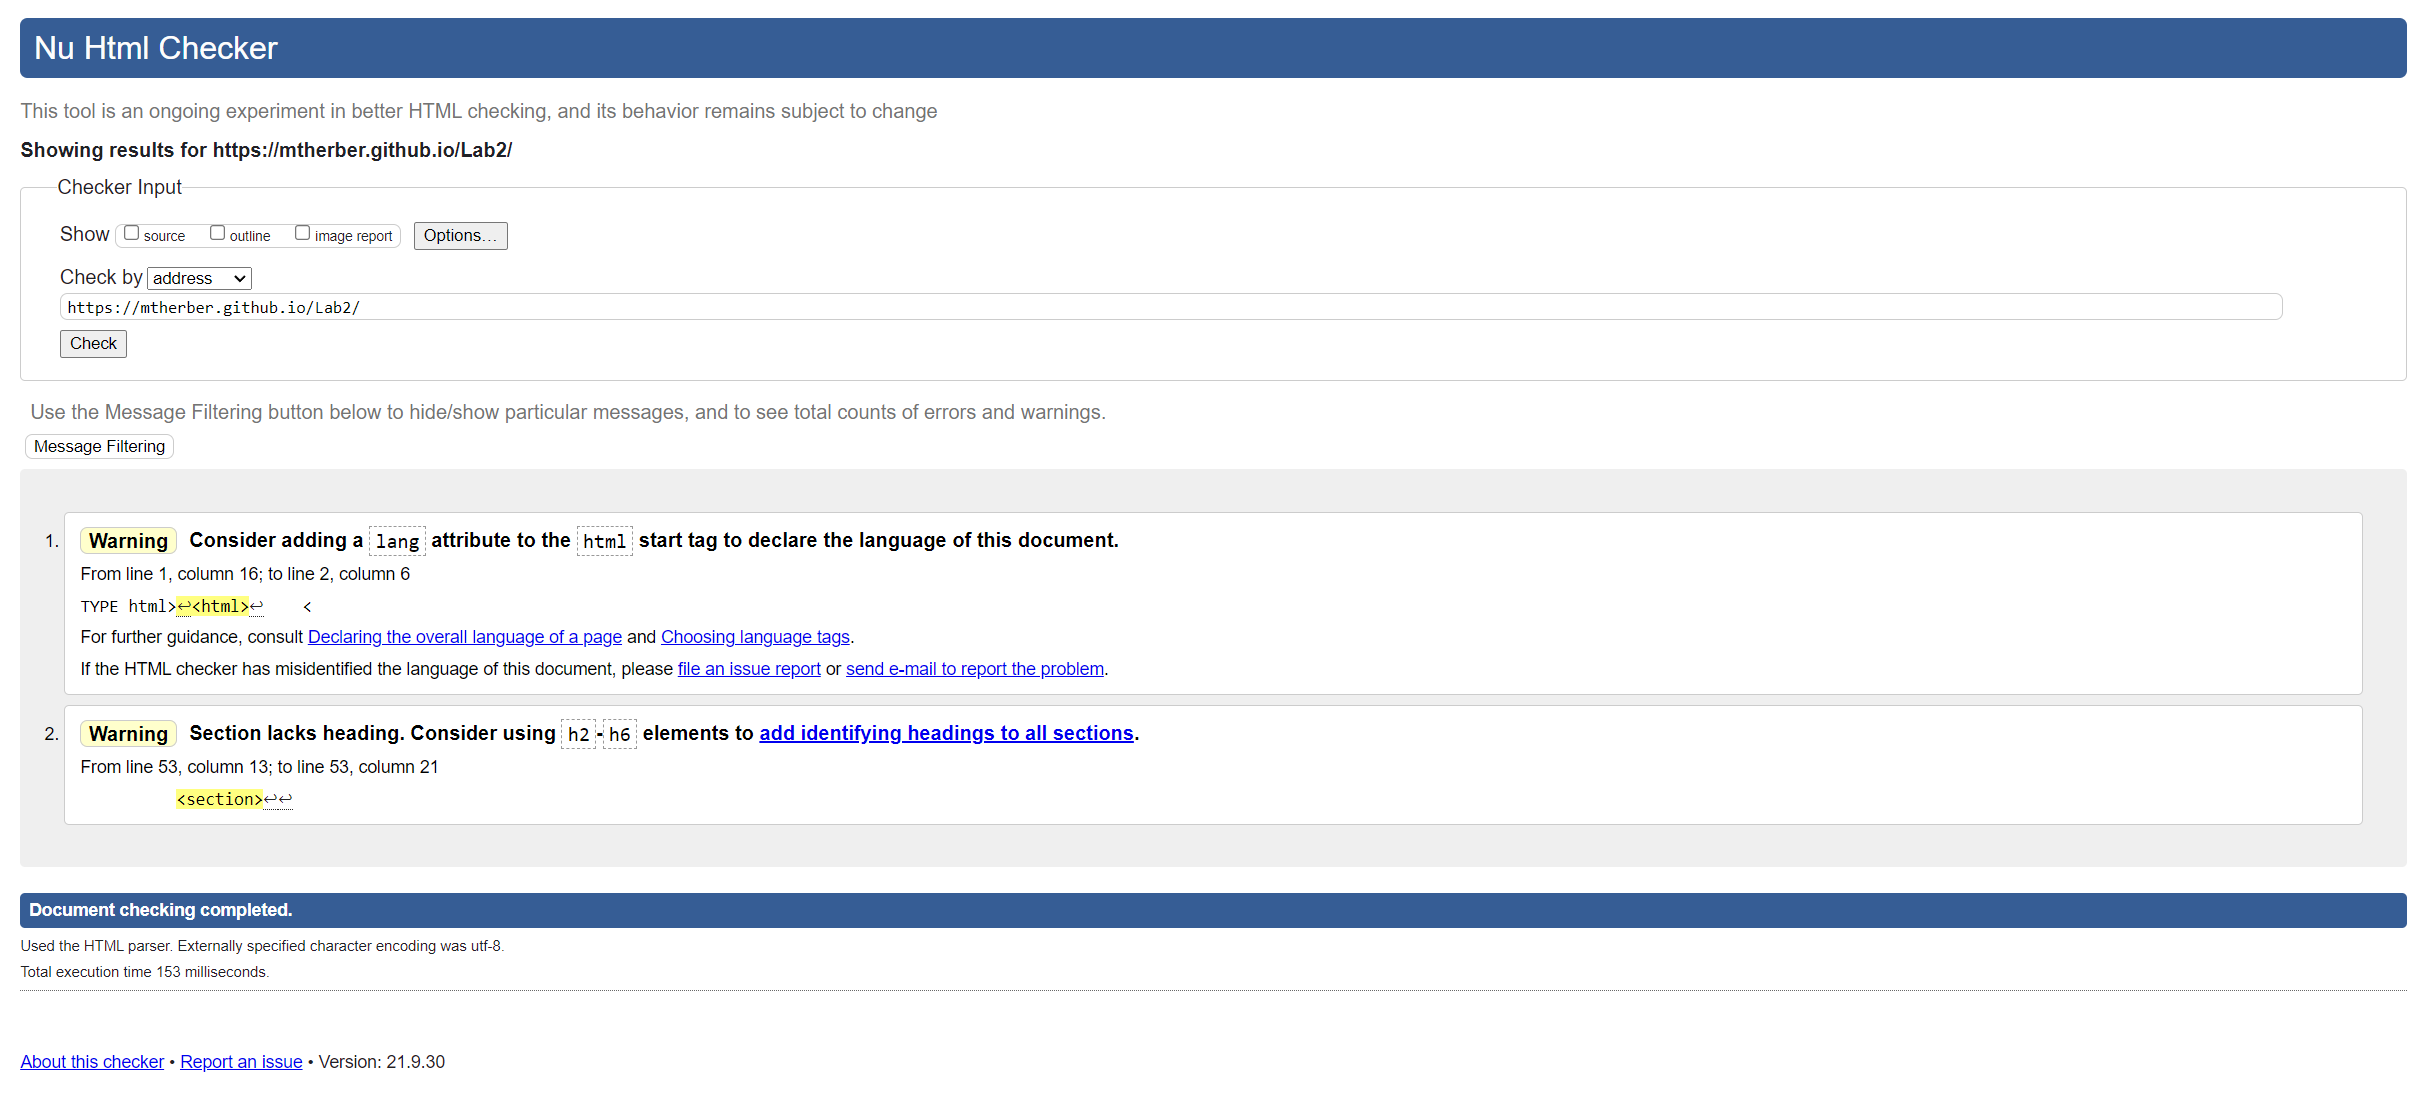 Nu Html Checker
This tool is an ongoing experiment in better HTML checking, and its behavior remains subject to change
Showing results for https://mtherber.github.io/Lab2/
Checker Input
Show source outline image report Options...
Check by address
https://mtherber.github.io/Lab2/
Check
Use the Message Filtering button below to hide/show particular messages, and to see total counts of errors and warnings.
Message Filtering
1. Warning Consider adding a lang attribute to the html start tag to declare the language of this document.
From line 1, column 16; to line 2, column 6
TYPE html>↩<html>↩ <
For further guidance, consult Declaring the overall language of a page and Choosing language tags.
If the HTML checker has misidentified the language of this document, please file an issue report or send e-mail to report the problem.
2. Warning Section lacks heading. Consider using h2-h6 elements to add identifying headings to all sections.
From line 53, column 13; to line 53, column 21
<section>↩↩
Document checking completed.
Used the HTML parser. Externally specified character encoding was utf-8.
Total execution time 153 milliseconds.
About this checker • Report an issue • Version: 21.9.30